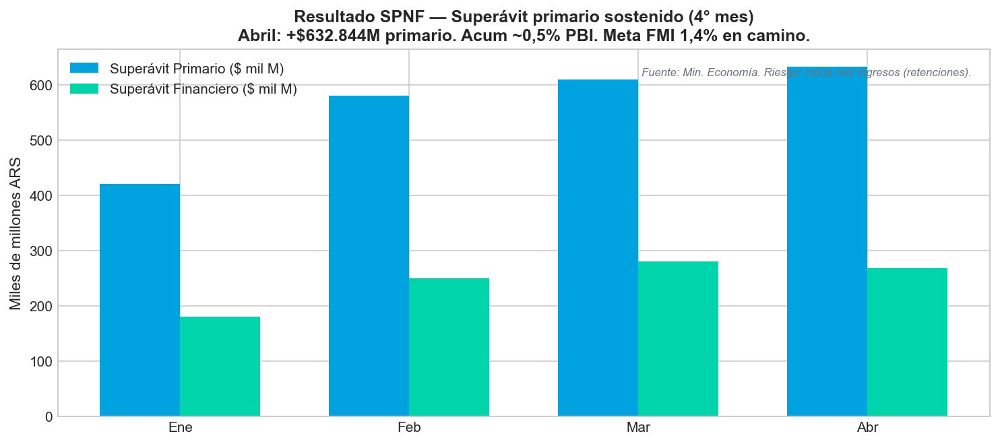 Resultado SPNF — Superávit primario sostenido (4° mes)
Abril: +$632.844M primario. Acum ~0,5% PBI. Meta FMI 1,4% en camino.
Superávit Primario ($ mil M)
Superávit Financiero ($ mil M)
Fuente: Min. Economía. Riesgo: caída real ingresos (retenciones).
Miles de millones ARS
600
500
400
300
200
100
0
Ene
Feb
Mar
Abr